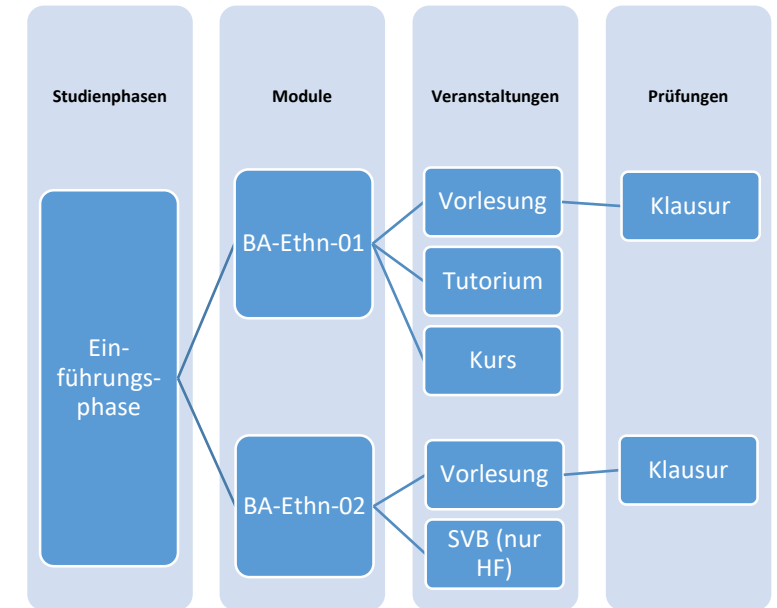 Studienphasen
Module
Veranstaltungen
Prüfungen
Ein-
führungs-
phase
BA-Ethn-01
Vorlesung
Klausur
Tutorium
Kurs
BA-Ethn-02
Vorlesung
Klausur
SVB (nur
HF)